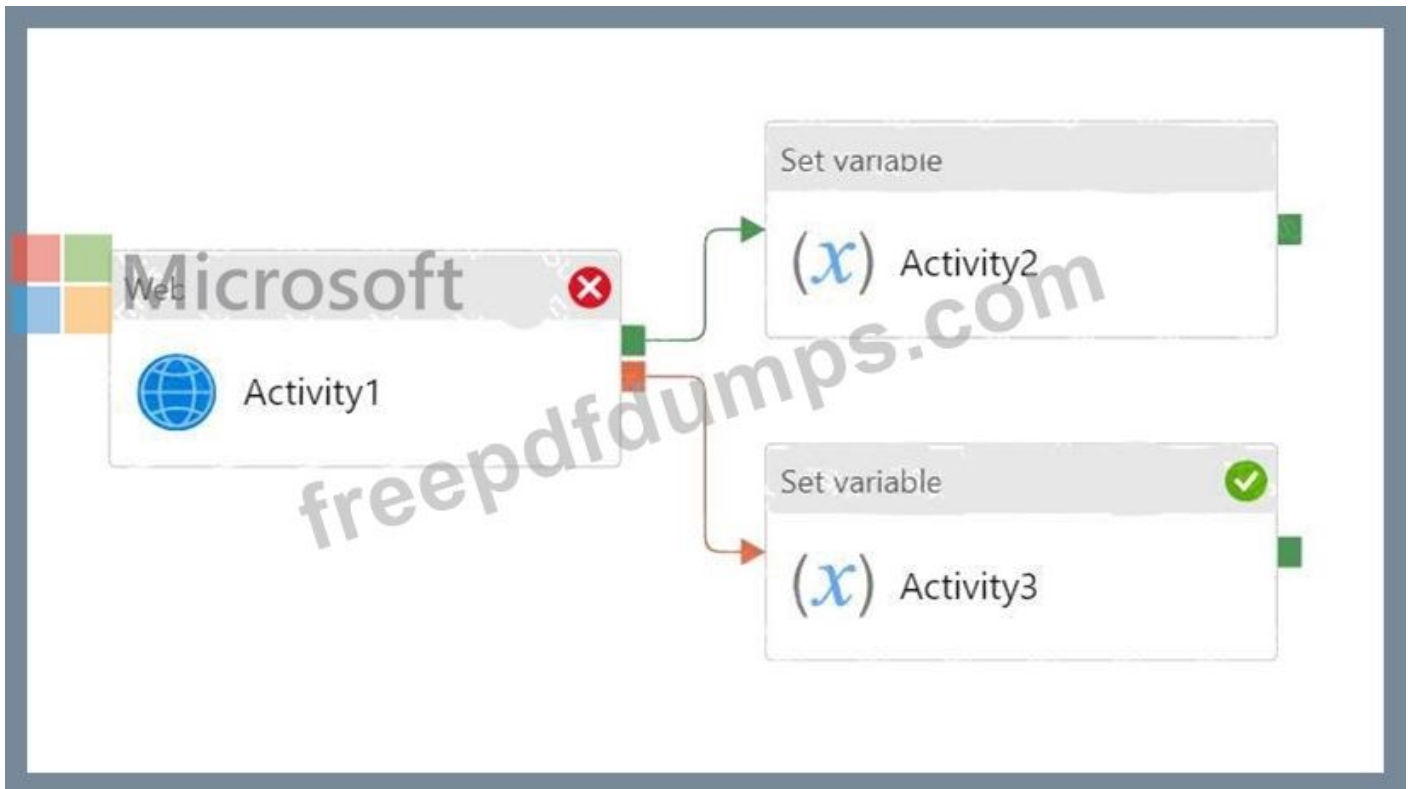 Microsoft
Web
Activity1
Set variable
(x) Activity2
Set variable
(x) Activity3
freepdfdumps.com